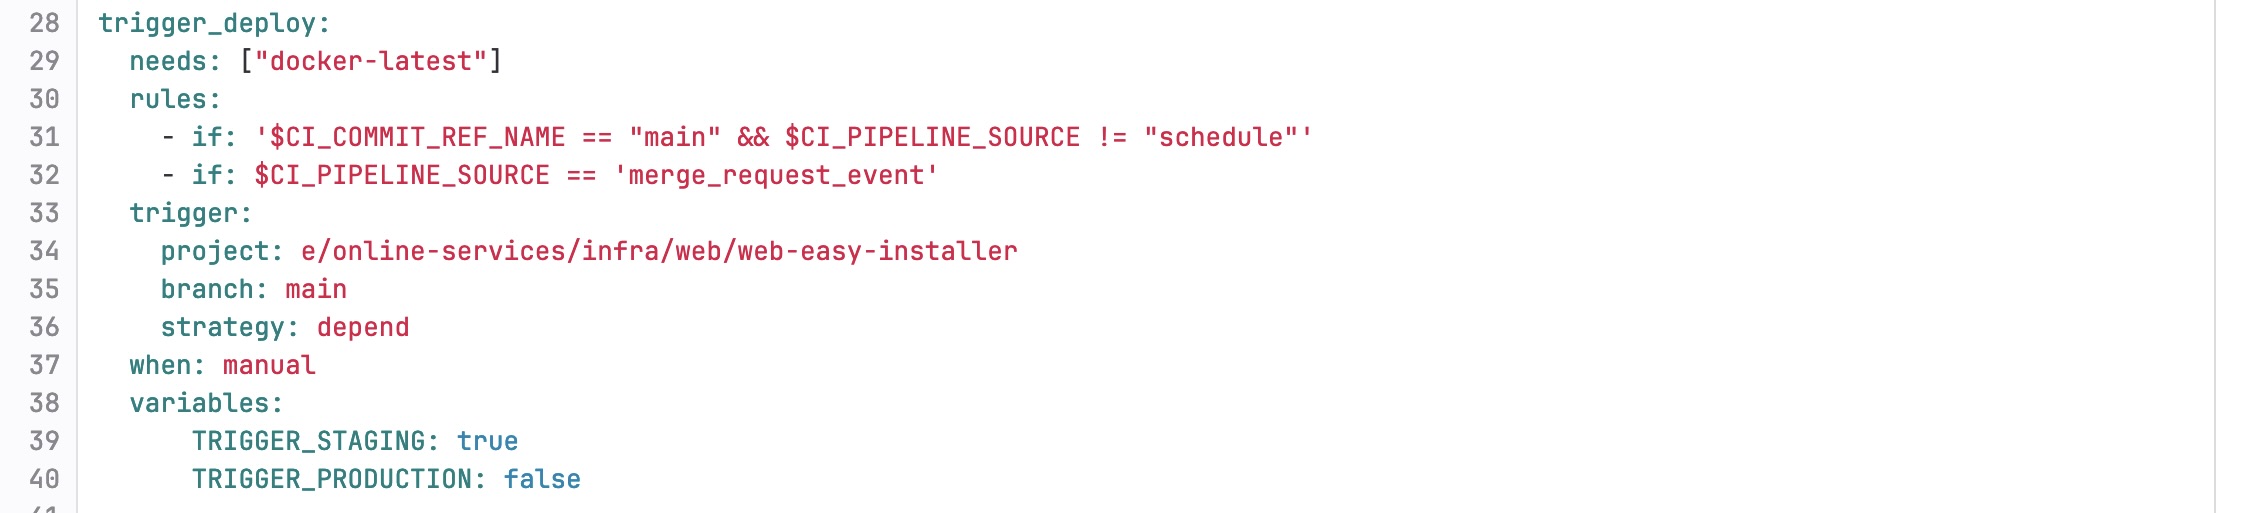 28 trigger_deploy:
29   needs: ["docker-latest"]
30   rules:
31     - if: '$CI_COMMIT_REF_NAME == "main" && $CI_PIPELINE_SOURCE != "schedule"'
32     - if: $CI_PIPELINE_SOURCE == 'merge_request_event'
33   trigger:
34     project: e/online-services/infra/web/web-easy-installer
35     branch: main
36     strategy: depend
37   when: manual
38   variables:
39       TRIGGER_STAGING: true
40       TRIGGER_PRODUCTION: false
41